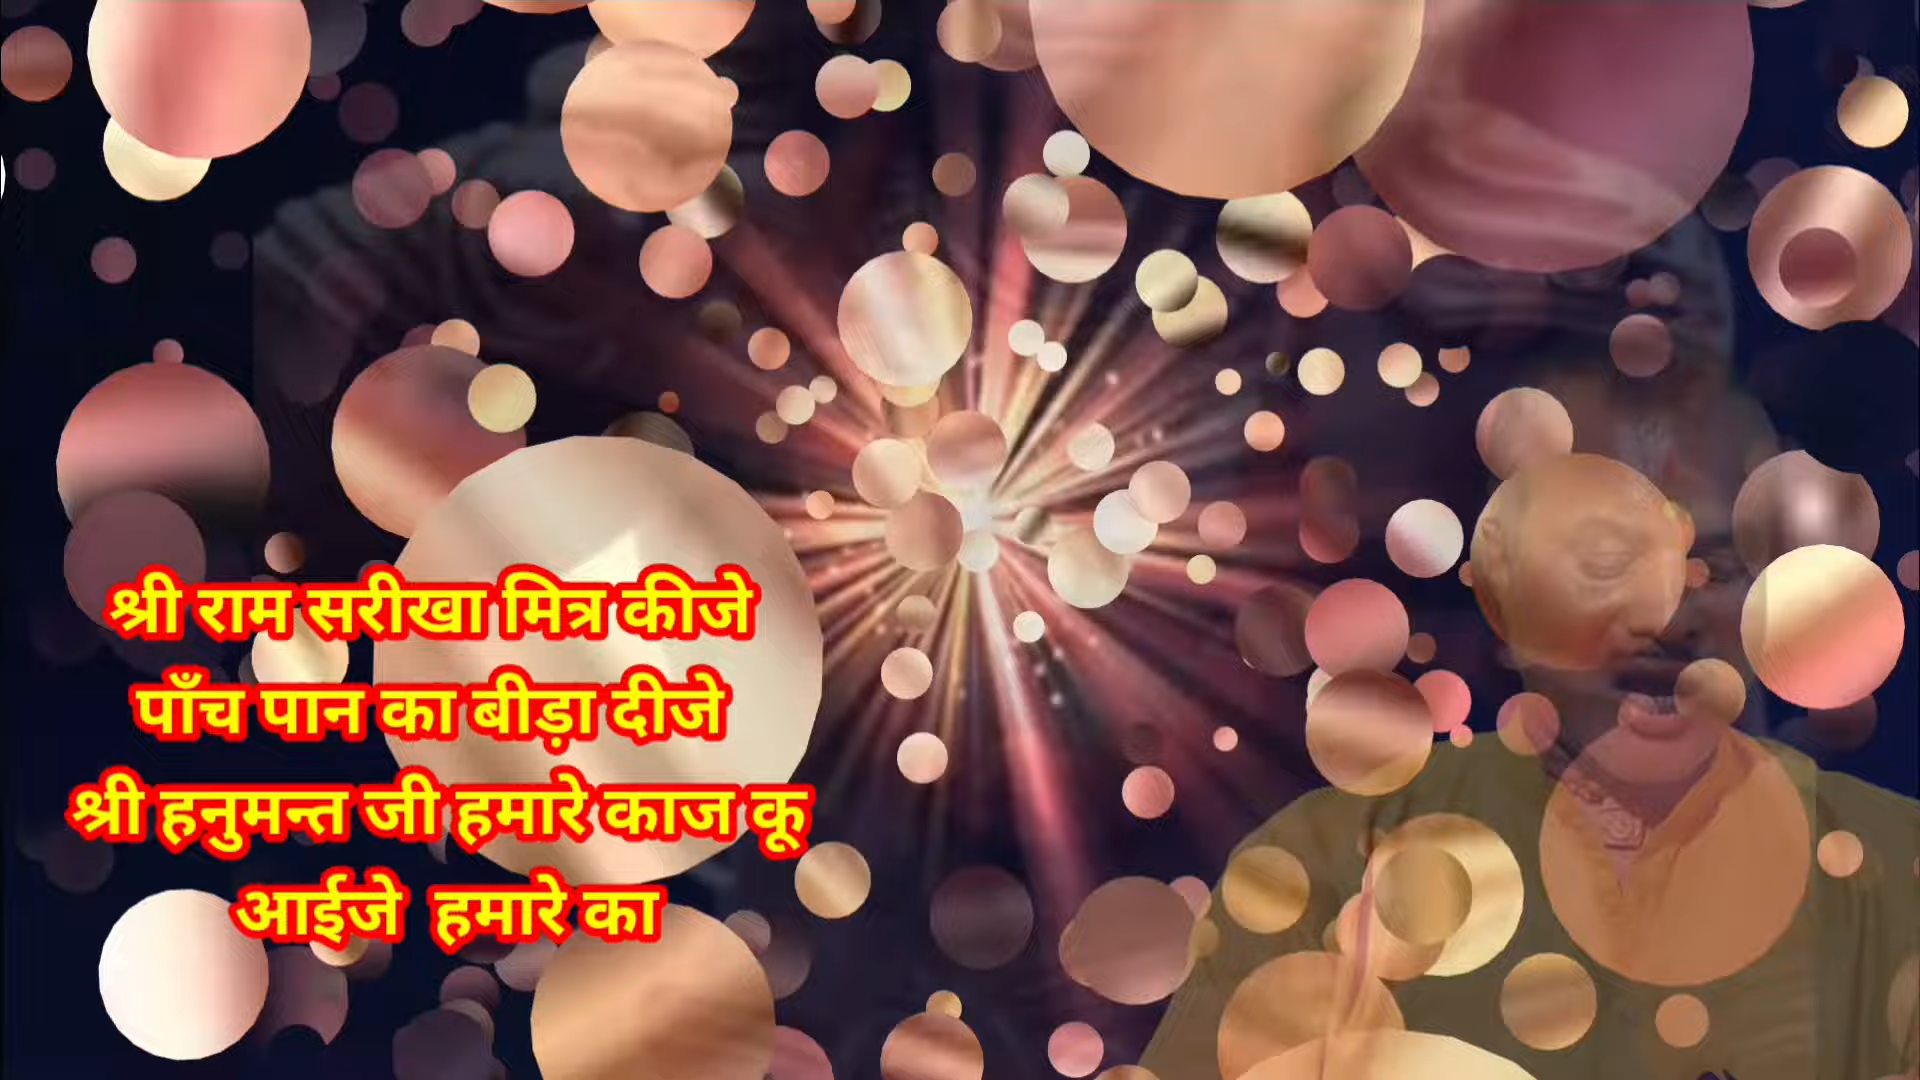 श्री राम सरीखा मित्र कीजे
पाँच पान का बीड़ा दीजे
श्री हनुमन्त जी हमारे काज कू
आईजे हमारे का